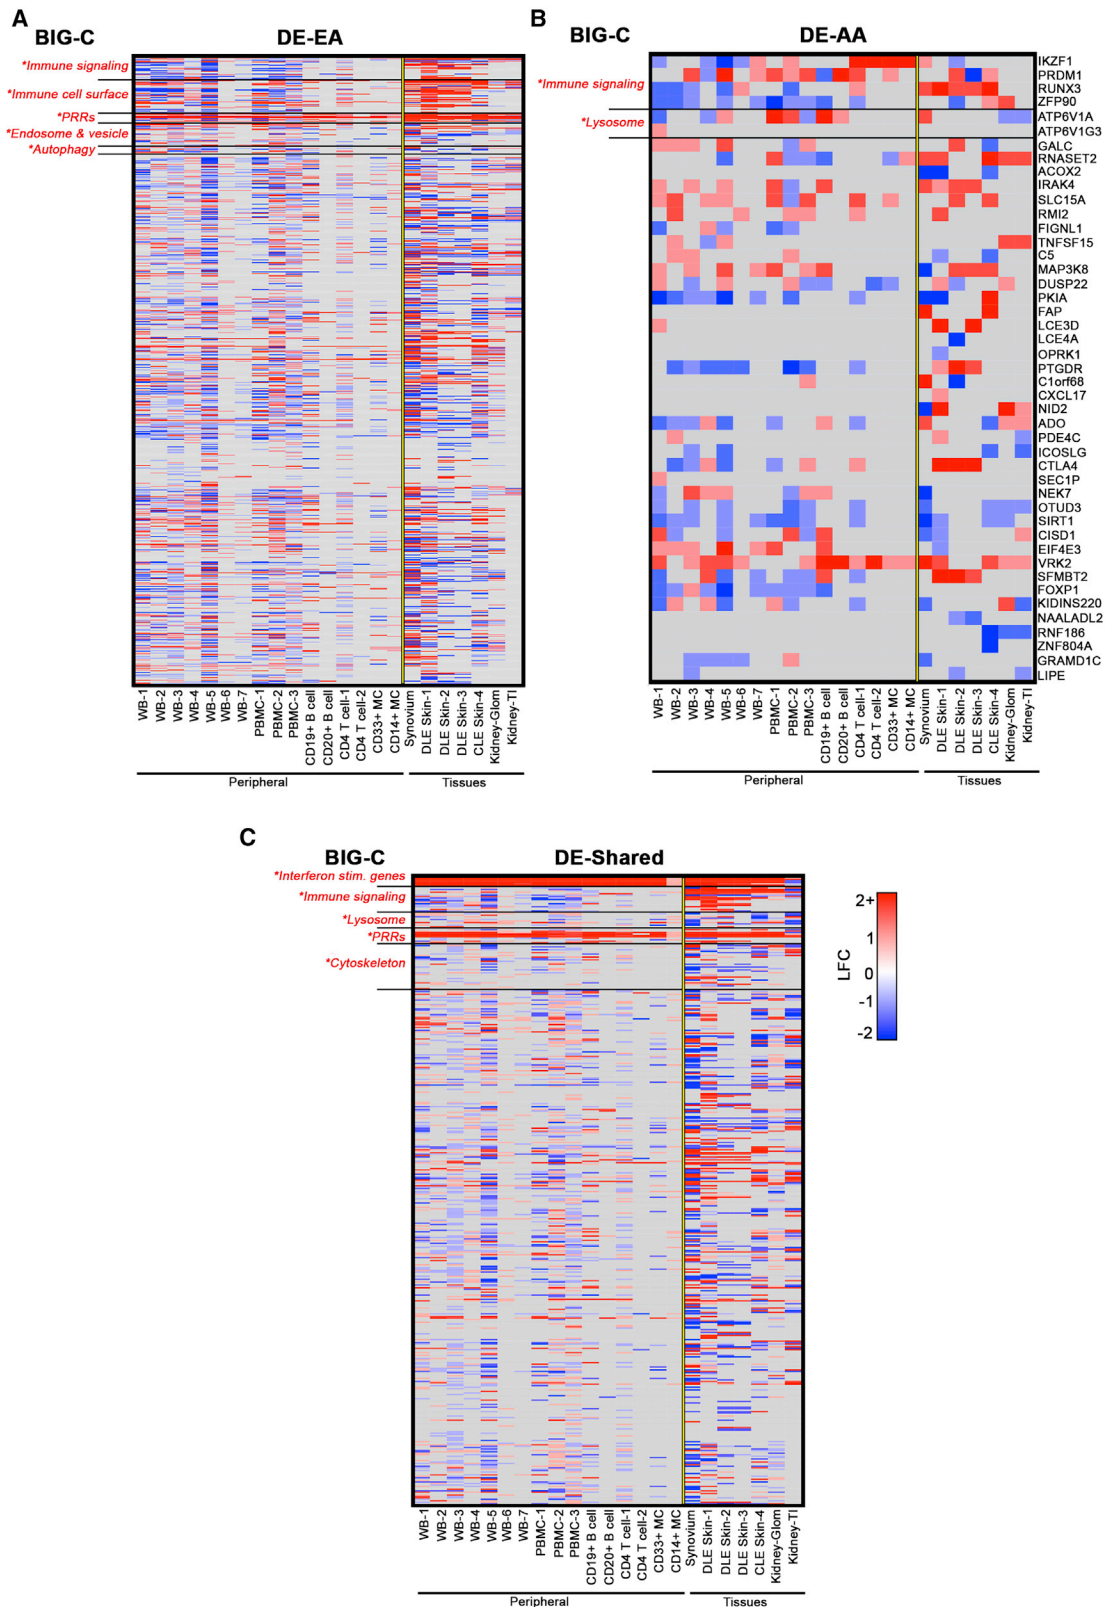 A
BIG-C
DE-EA
*Immune signaling
*Immune cell surface
*PRRs
*Endosome & vesicle
*Autophagy
WB-1
WB-2
WB-3
WB-4
WB-5
WB-6
WB-7
PBMC-1
PBMC-2
PBMC-3
CD19+ B cell
CD20+ B cell
CD4 T cell-1
CD4 T cell-2
CD33+ MC
CD14+ MC
Synovium
DLE Skin-1
DLE Skin-2
DLE Skin-3
CLE Skin-4
Kidney-Glom
Kidney-TI
Peripheral
Tissues
B
BIG-C
DE-AA
*Immune signaling
*Lysosome
IKZF1
PRDM1
RUNX3
ZFP90
ATP6V1A
ATP6V1G3
GALC
RNASET2
ACOX2
IRAK4
SLC15A
RMI2
FIGNL1
TNFSF15
C5
MAP3K8
DUSP22
PKIA
FAP
LCE3D
LCE4A
OPRK1
PTGDR
C1orf68
CXCL17
NID2
ADO
PDE4C
ICOSLG
CTLA4
SEC1P
NEK7
OTUD3
SIRT1
CISD1
EIF4E3
VRK2
SFMBT2
FOXP1
KIDINS220
NAALADL2
RNF186
ZNF804A
GRAMD1C
LIPE
WB-1
WB-2
WB-3
WB-4
WB-5
WB-6
WB-7
PBMC-1
PBMC-2
PBMC-3
CD19+ B cell
CD20+ B cell
CD4 T cell-1
CD4 T cell-2
CD33+ MC
CD14+ MC
Synovium
DLE Skin-1
DLE Skin-2
DLE Skin-3
CLE Skin-4
Kidney-Glom
Kidney-TI
Peripheral
Tissues
C
BIG-C
DE-Shared
*Interferon stim. genes
*Immune signaling
*Lysosome
*PRRs
*Cytoskeleton
LFC
2+
1
0
-1
-2
WB-1
WB-2
WB-3
WB-4
WB-5
WB-6
WB-7
PBMC-1
PBMC-2
PBMC-3
CD19+ B cell
CD20+ B cell
CD4 T cell-1
CD4 T cell-2
CD33+ MC
CD14+ MC
Synovium
DLE Skin-1
DLE Skin-2
DLE Skin-3
CLE Skin-4
Kidney-Glom
Kidney-TI
Peripheral
Tissues